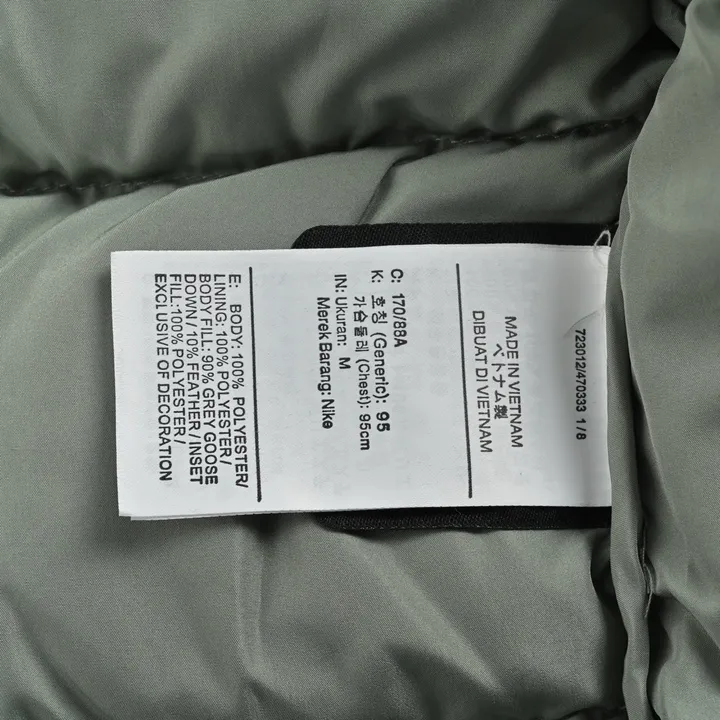 723012/470333 1/8
MADE IN VIETNAM
ベトナム製
DIBUAT DI VIETNAM
C: 170/88A
K: 호칭 (Generic): 95
가슴둘레 (Chest): 95cm
IN: Ukuran: M
Merek Barang: Nike
E: BODY: 100% POLYESTER/
LINING: 100% POLYESTER/
BODY FILL: 90% GREY GOOSE
DOWN/ 10% FEATHER/ INSET
FILL: 100% POLYESTER/
EXCLUSIVE OF DECORATION